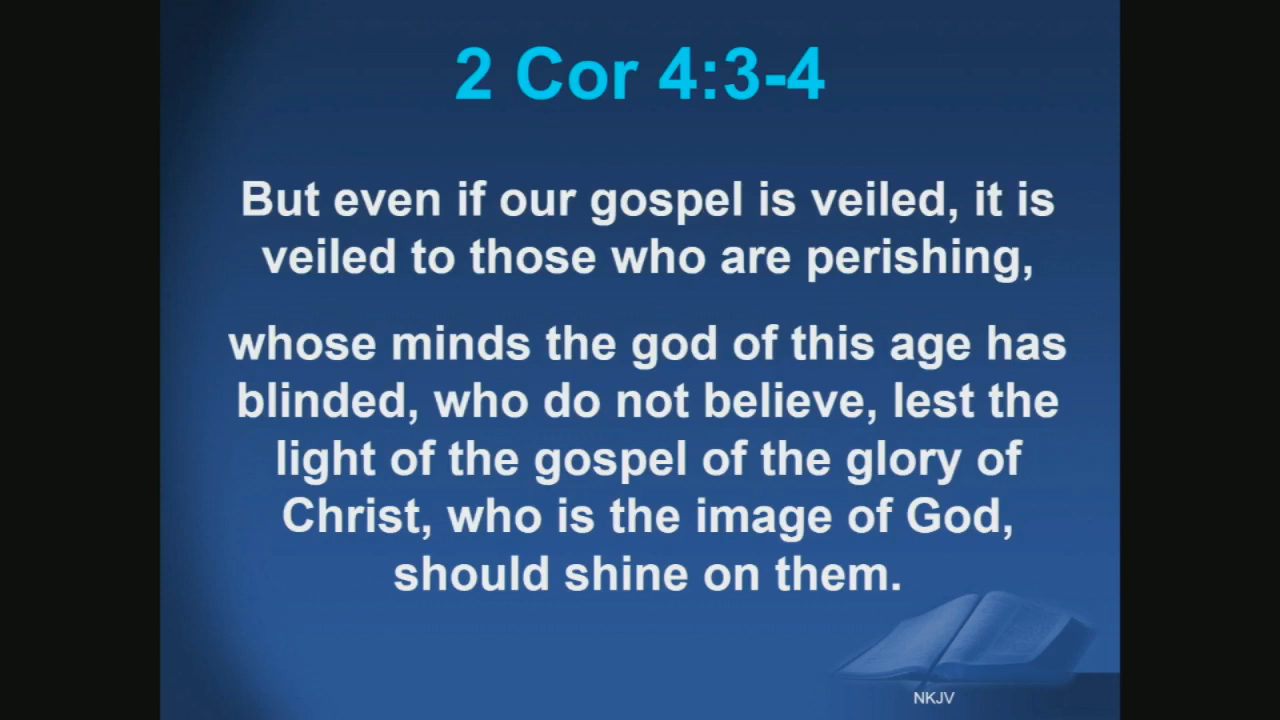 2 Cor 4:3-4
But even if our gospel is veiled, it is
veiled to those who are perishing,
whose minds the god of this age has
blinded, who do not believe, lest the
light of the gospel of the glory of
Christ, who is the image of God,
should shine on them.
NKJV